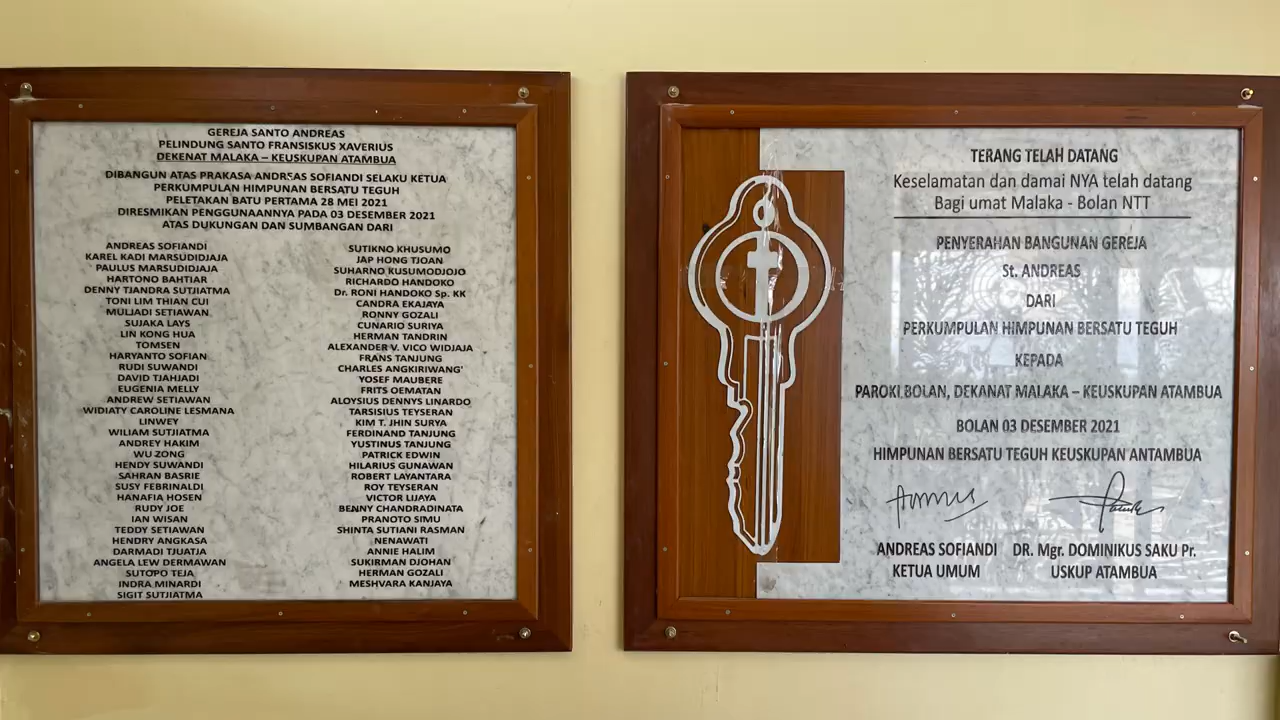 GEREJA SANTO ANDREAS
PELINDUNG SANTO FRANSISKUS XAVERIUS
DEKENAT MALAKA – KEUSKUPAN ATAMBUA
DIBANGUN ATAS PRAKASA ANDREAS SOFIANDI SELAKU KETUA
PERKUMPULAN HIMPUNAN BERSATU TEGUH
PELETAKAN BATU PERTAMA 28 MEI 2021
DIRESMIKAN PENGGUNAANNYA PADA 03 DESEMBER 2021
ATAS DUKUNGAN DAN SUMBANGAN DARI
ANDREAS SOFIANDI
KAREL KADI MARSUDIDJAJA
PAULUS MARSUDIDJAJA
HARTONO BAHTIAR
DENNY TJANDRA SUTJIATMA
TONI LIM THIAN CUI
MULJADI SETIAWAN
SUJAKA LAYS
LIN KONG HUA
TOMSEN
HARYANTO SOFIAN
RUDI SUWANDI
DAVID TJAHJADI
EUGENIA MELLY
ANDREW SETIAWAN
WIDIATY CAROLINE LESMANA
LINWEY
WILIAM SUTJIATMA
ANDREY HAKIM
WU ZONG
HENDY SUWANDI
SAHRAN BASRIE
SUSY FEBRINALDI
HANAFIA HOSEN
RUDY JOE
IAN WISAN
TEDDY SETIAWAN
HENDRY ANGKASA
DARMADI TJUATJA
ANGELA LEW DERMAWAN
SUTOPO TEJA
INDRA MINARDI
SIGIT SUTJIATMA
SUTIKNO KHUSUMO
JAP HONG TJOAN
SUHARNO KUSUMODJOJO
RICHARDO HANDOKO
Dr. RONI HANDOKO Sp. KK
CANDRA EKAJAYA
RONNY GOZALI
CUNARIO SURIYA
HERMAN TANDRIN
ALEXANDER V. VICO WIDJAJA
FRANS TANJUNG
CHARLES ANGKIRIWANG'
YOSEF MAUBERE
FRITS OEMATAN
ALOYSIUS DENNYS LINARDO
TARSISIUS TEYSERAN
KIM T. JHIN SURYA
FERDINAND TANJUNG
YUSTINUS TANJUNG
PATRICK EDWIN
HILARIUS GUNAWAN
ROBERT LAYANTARA
ROY TEYSERAN
VICTOR LIJAYA
BENNY CHANDRADINATA
PRANOTO SIMU
SHINTA SUTIANI RASMAN
NENAWATI
ANNIE HALIM
SUKIRMAN DJOHAN
HERMAN GOZALI
MESHVARA KANJAYA
TERANG TELAH DATANG
Keselamatan dan damai NYA telah datang
Bagi umat Malaka - Bolan NTT
PENYERAHAN BANGUNAN GEREJA
St. ANDREAS
DARI
PERKUMPULAN HIMPUNAN BERSATU TEGUH
KEPADA
PAROKI BOLAN, DEKANAT MALAKA – KEUSKUPAN ATAMBUA
BOLAN 03 DESEMBER 2021
HIMPUNAN BERSATU TEGUH KEUSKUPAN ANTAMBUA
ANDREAS SOFIANDI DR. Mgr. DOMINIKUS SAKU Pr.
KETUA UMUM USKUP ATAMBUA